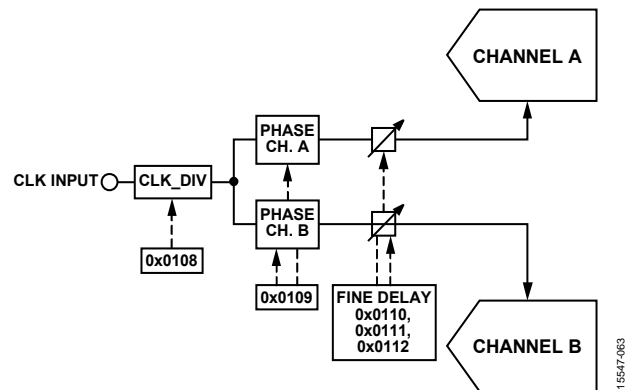 CHANNEL A
PHASE
CH. A
CLK INPUT
CLK_DIV
PHASE
CH. B
0x0108
0x0109
FINE DELAY
0x0110,
0x0111,
0x0112
CHANNEL B
15547-063